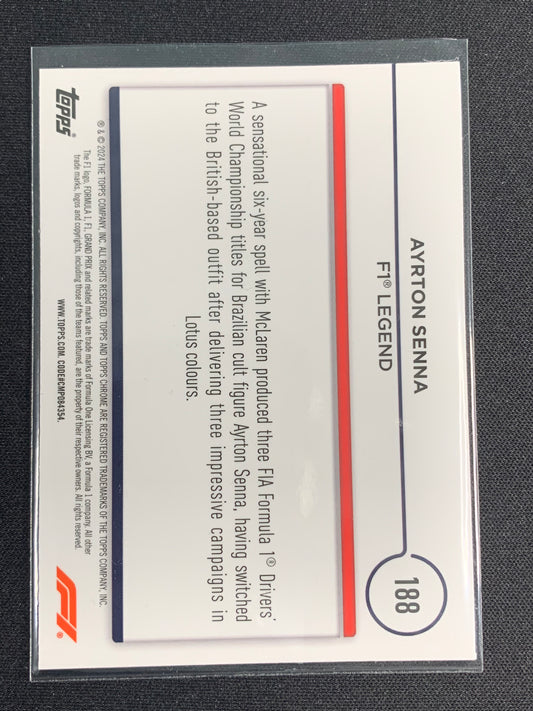 AYRTON SENNA
F1® LEGEND
188
A sensational six-year spell with McLaren produced three FIA Formula 1® Drivers'
World Championship titles for Brazilian cult figure Ayrton Senna, having switched
to the British-based outfit after delivering three impressive campaigns in
Lotus colours.
topps®
® & © 2024 THE TOPPS COMPANY, INC. ALL RIGHTS RESERVED. TOPPS AND TOPPS CHROME ARE REGISTERED TRADEMARKS OF THE TOPPS COMPANY, INC.
The F1 logo, FORMULA 1, F1, GRAND PRIX and related marks are trade marks of Formula One Licensing BV, a Formula 1 company. All other
trade marks, logos and copyrights, including those of the teams featured, are the property of their respective owners. All rights reserved.
WWW.TOPPS.COM. CODE#CMP084354.
F1®